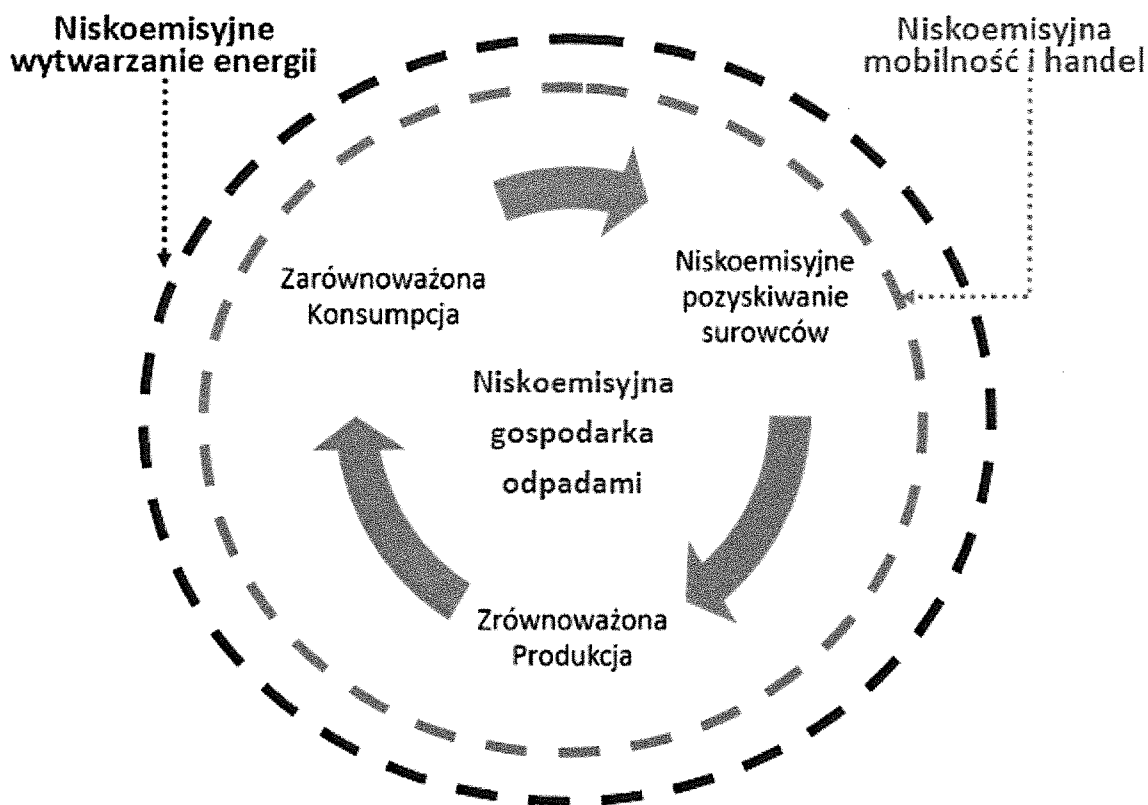 Niskoemisyjne
wytwarzanie energii
Niskoemisyjna
mobilność i handel
Zarównoważona
Konsumpcja
Niskoemisyjne
pozyskiwanie
surowców
Niskoemisyjna
gospodarka
odpadami
Zrównoważona
Produkcja